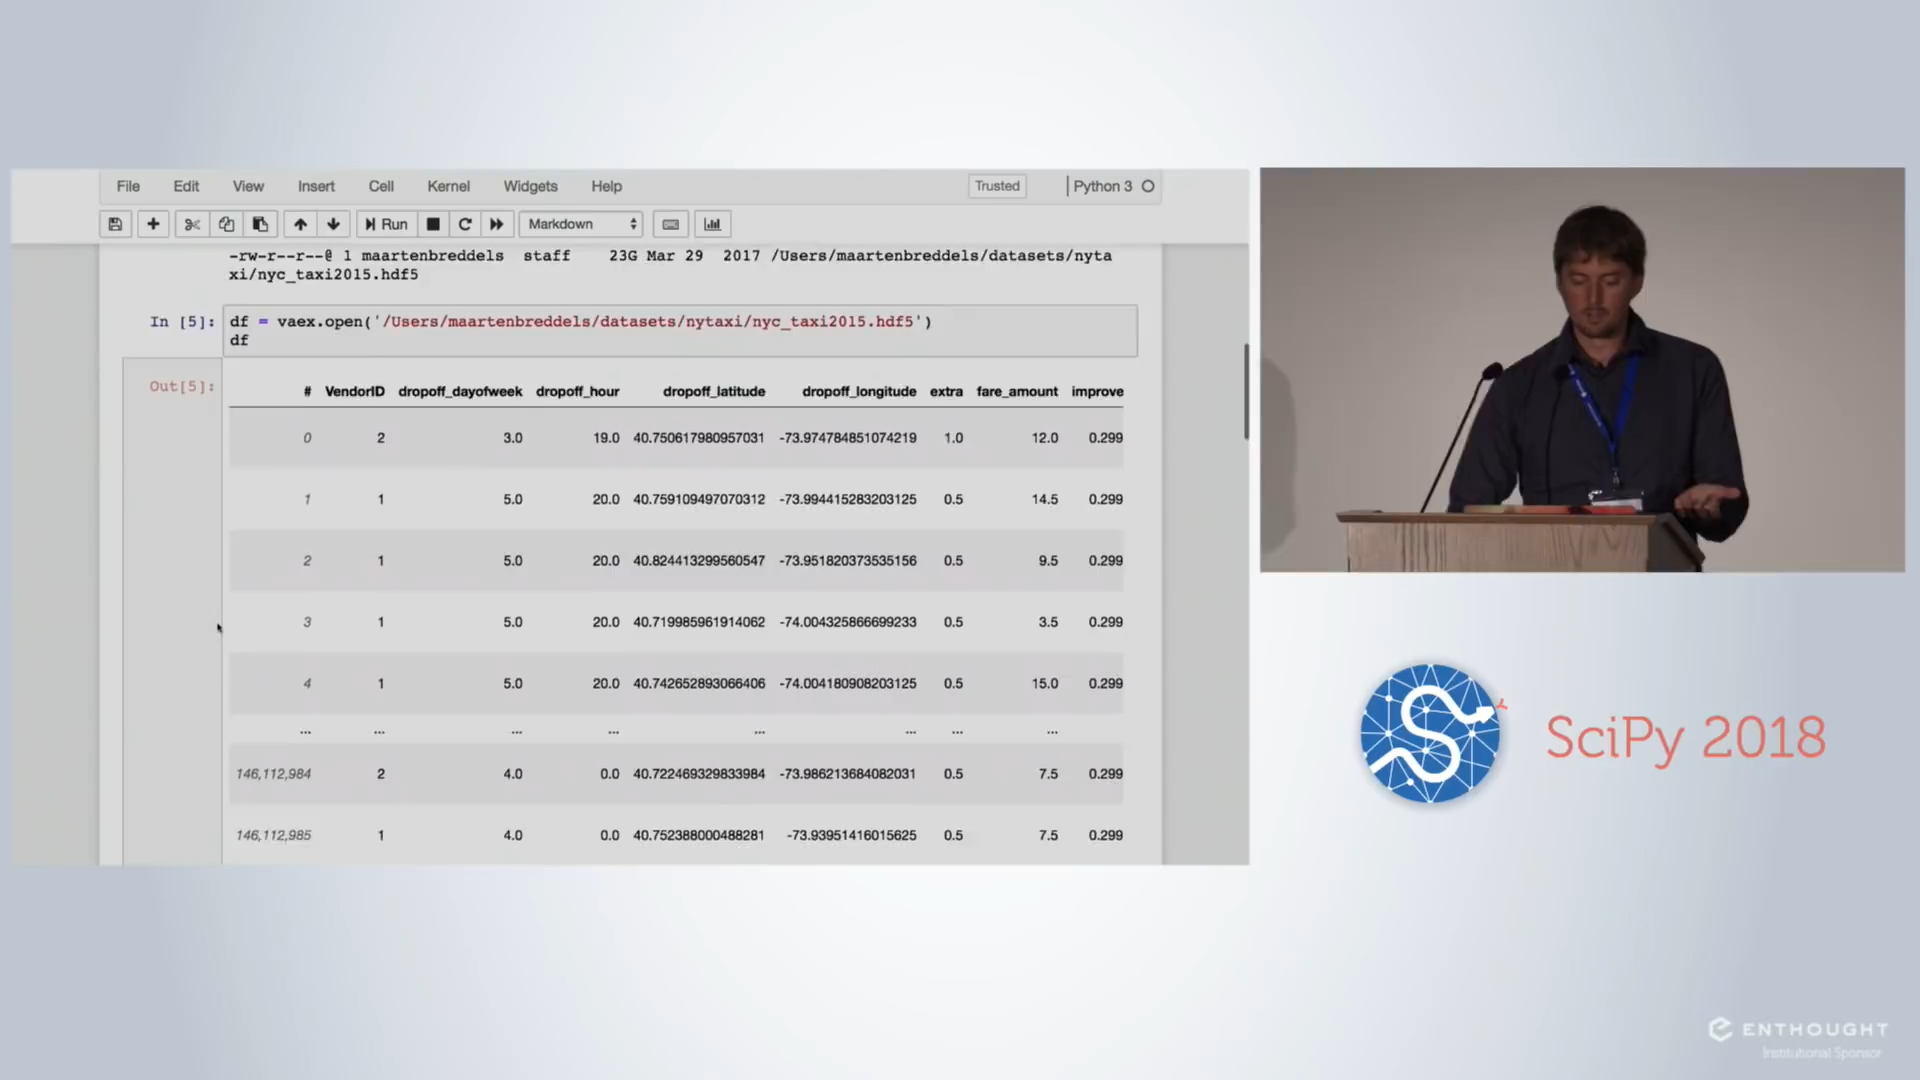 File Edit View Insert Cell Kernel Widgets Help Trusted Python 3
Run Markdown
-rw-r--r--@ 1 maartenbreddels staff 23G Mar 29 2017 /Users/maartenbreddels/datasets/nyta
xi/nyc_taxi2015.hdf5
In [5]: df = vaex.open('/Users/maartenbreddels/datasets/nytaxi/nyc_taxi2015.hdf5')
df
Out[5]:
# VendorID dropoff_dayofweek dropoff_hour dropoff_latitude dropoff_longitude extra fare_amount improve
0 2 3.0 19.0 40.750617980957031 -73.974784851074219 1.0 12.0 0.299
1 1 5.0 20.0 40.759109497070312 -73.994415283203125 0.5 14.5 0.299
2 1 5.0 20.0 40.824413299560547 -73.951820373535156 0.5 9.5 0.299
3 1 5.0 20.0 40.719985961914062 -74.004325866699233 0.5 3.5 0.299
4 1 5.0 20.0 40.742652893066406 -74.004180908203125 0.5 15.0 0.299
... ... ... ... ... ... ... ...
146,112,984 2 4.0 0.0 40.722469329833984 -73.986213684082031 0.5 7.5 0.299
146,112,985 1 4.0 0.0 40.752388000488281 -73.93951416015625 0.5 7.5 0.299
SciPy 2018
ENTHOUGHT
Institutional Sponsor